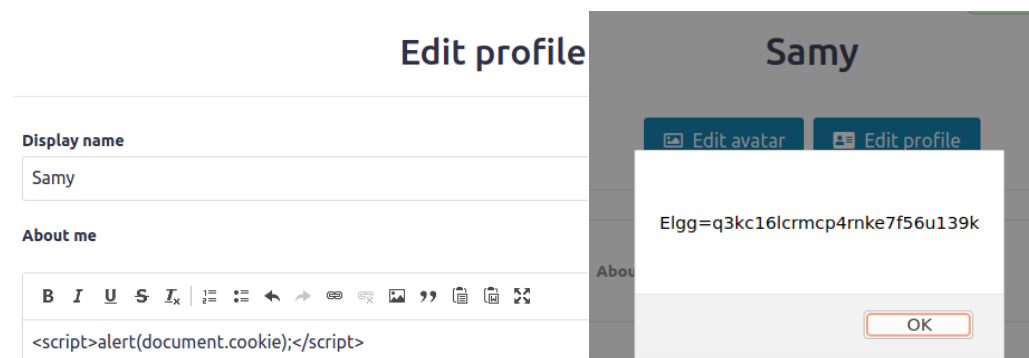 Edit profile
Display name
Samy
About me
B I U S Ix
<script>alert(document.cookie);</script>
Samy
Edit avatar
Edit profile
Elgg=q3kc16lcrmcp4rnke7f56u139k
Abou
OK